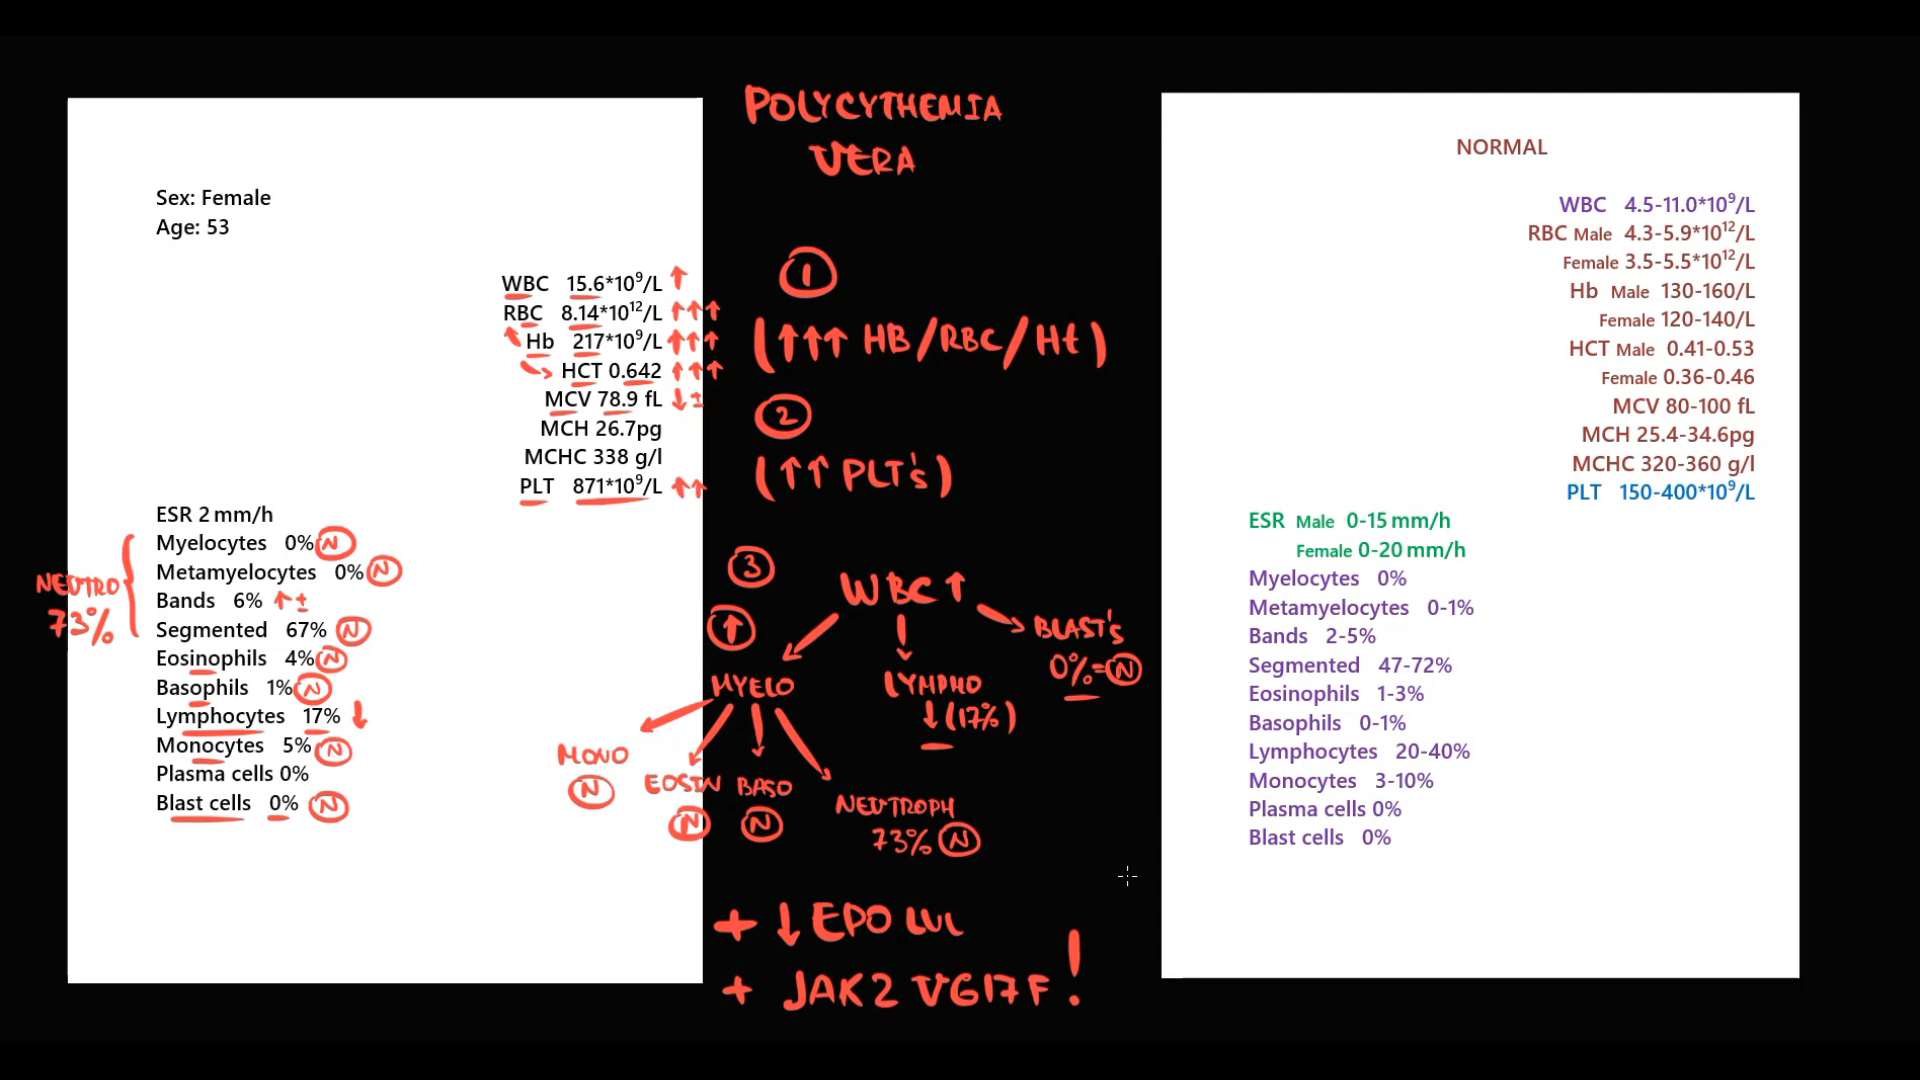 POLYCYTHEMIA
VERA
Sex: Female
Age: 53
WBC 15.6*10⁹/L ↑
RBC 8.14*10¹²/L ↑↑↑
Hb 217*10⁹/L ↑↑↑
HCT 0.642 ↑↑↑
MCV 78.9 fL ↓±
MCH 26.7pg
MCHC 338 g/l
PLT 871*10⁹/L ↑↑
ESR 2 mm/h
Myelocytes 0% N
Metamyelocytes 0% N
Bands 6% ↑±
Segmented 67% N
Eosinophils 4% N
Basophils 1% N
Lymphocytes 17% ↓
Monocytes 5% N
Plasma cells 0%
Blast cells 0% N
NEUTRO
73%
1
(↑↑↑ HB/RBC/Ht)
2
(↑↑ PLT's)
3
WBC ↑
↑
MYELO
LYMPHO
↓(17%)
BLAST'S
0%=N
MONO
N
EOSIN
N
BASO
N
NEUTROPH
73% N
+ ↓EPO LVL
+ JAK2 VG17F !
NORMAL
WBC 4.5-11.0*10⁹/L
RBC Male 4.3-5.9*10¹²/L
Female 3.5-5.5*10¹²/L
Hb Male 130-160/L
Female 120-140/L
HCT Male 0.41-0.53
Female 0.36-0.46
MCV 80-100 fL
MCH 25.4-34.6pg
MCHC 320-360 g/l
PLT 150-400*10⁹/L
ESR Male 0-15 mm/h
Female 0-20 mm/h
Myelocytes 0%
Metamyelocytes 0-1%
Bands 2-5%
Segmented 47-72%
Eosinophils 1-3%
Basophils 0-1%
Lymphocytes 20-40%
Monocytes 3-10%
Plasma cells 0%
Blast cells 0%